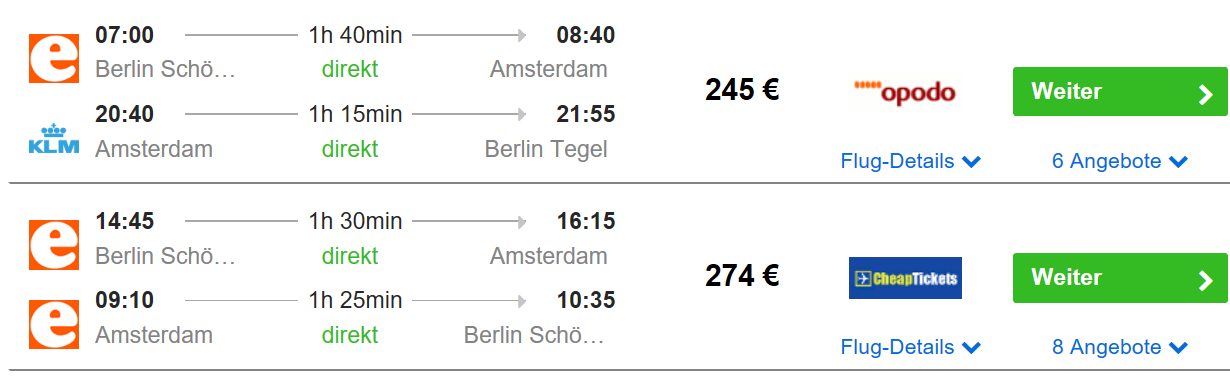 07:00 1h 40min 08:40
e
Berlin Schö… direkt Amsterdam
245 €
opodo
Weiter
20:40 1h 15min 21:55
KLM
Amsterdam direkt Berlin Tegel
Flug-Details
6 Angebote
14:45 1h 30min 16:15
e
Berlin Schö… direkt Amsterdam
274 €
CheapTickets
Weiter
09:10 1h 25min 10:35
e
Amsterdam direkt Berlin Schö…
Flug-Details
8 Angebote